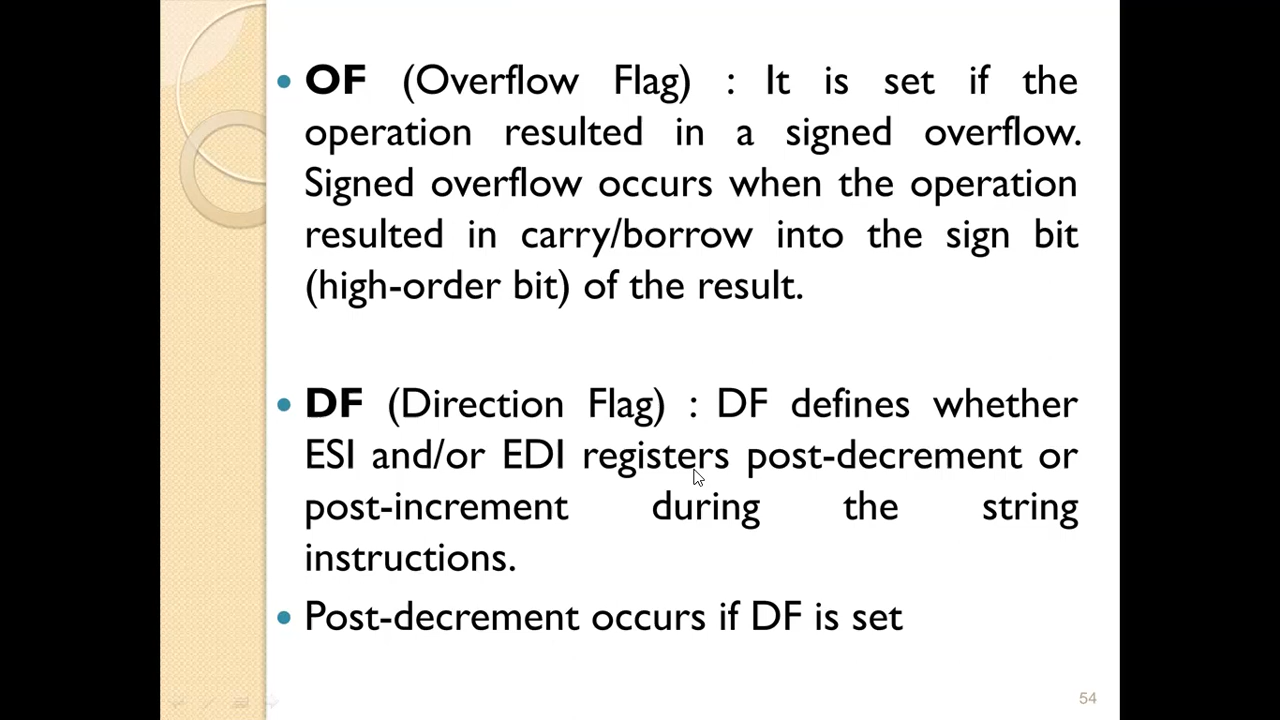 • OF (Overflow Flag) : It is set if the
operation resulted in a signed overflow.
Signed overflow occurs when the operation
resulted in carry/borrow into the sign bit
(high-order bit) of the result.
• DF (Direction Flag) : DF defines whether
ESI and/or EDI registers post-decrement or
post-increment during the string
instructions.
• Post-decrement occurs if DF is set
54